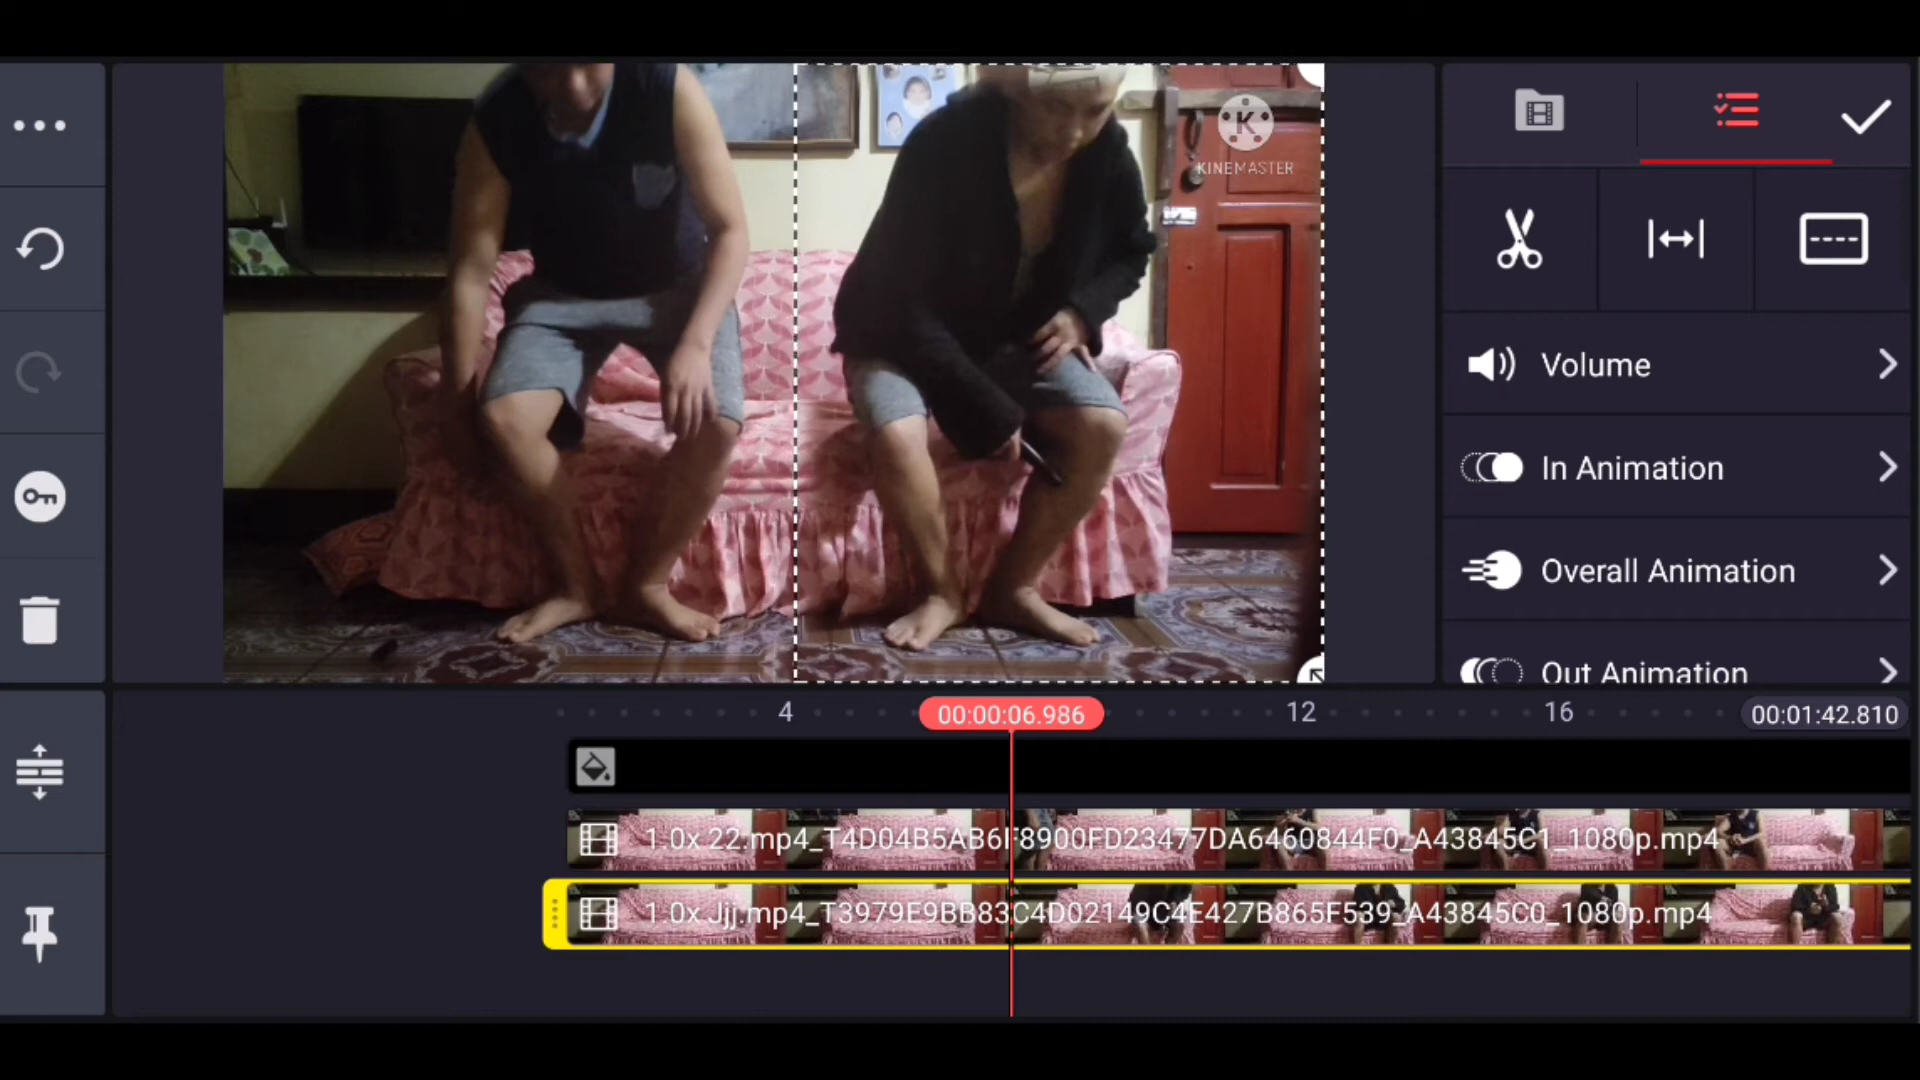 KINEMASTER
Volume
In Animation
Overall Animation
Out Animation
4
00:00:06.986
12
16
00:01:42.810
1.0x 22.mp4_T4D04B5AB6F8900FD23477DA6460844F0_A43845C1_1080p.mp4
1.0x Jjj.mp4_T3979E9BB83C4D02149C4E427B865F539_A43845C0_1080p.mp4